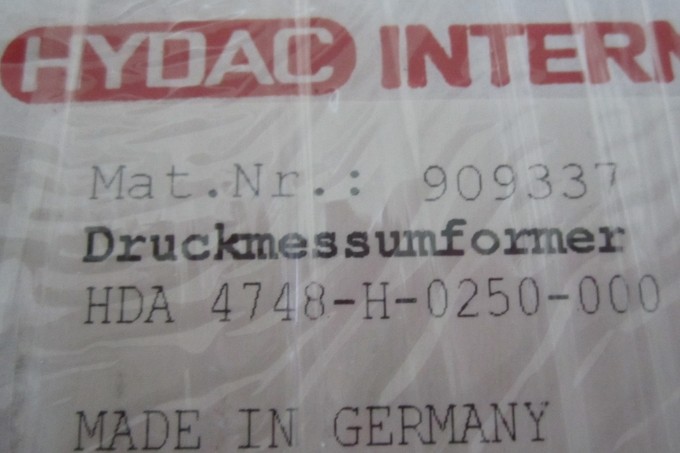 HYDAC INTERN
Mat.Nr.: 909337
Druckmessumformer
HDA 4748-H-0250-000
MADE IN GERMANY